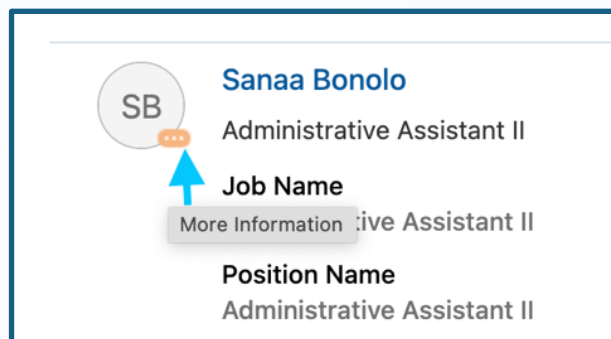 SB
Sanaa Bonolo
Administrative Assistant II
Job Name
More Information
tive Assistant II
Position Name
Administrative Assistant II